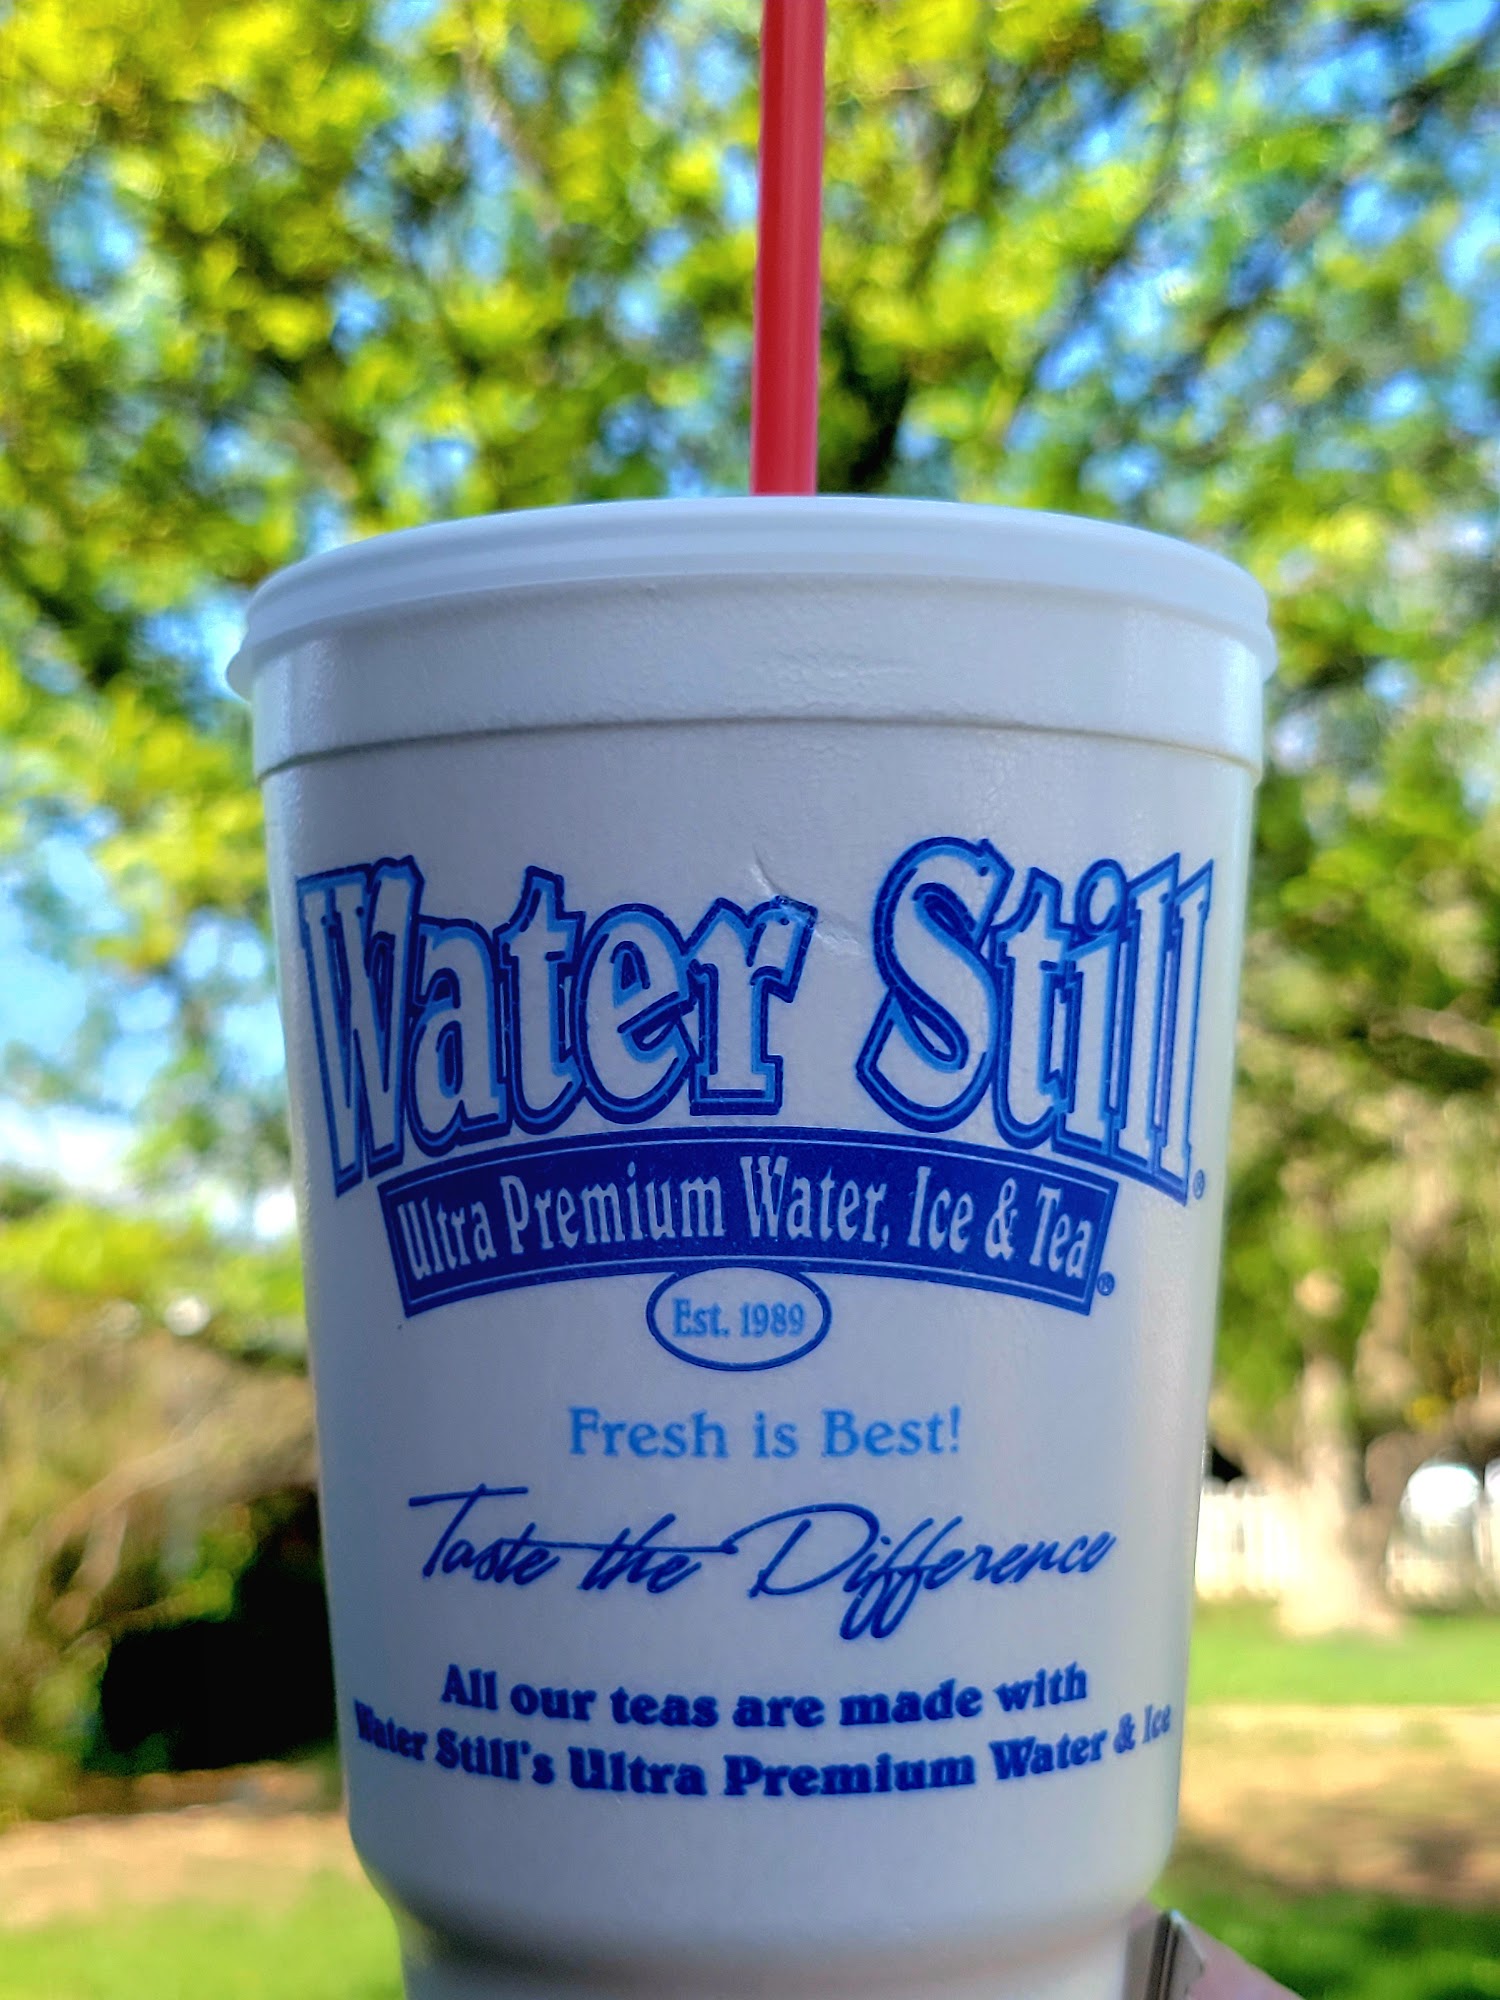 Water Still®
Ultra Premium Water, Ice & Tea®
Est. 1989
Fresh is Best!
Taste the Difference
All our teas are made with
Water Still's Ultra Premium Water & Ice